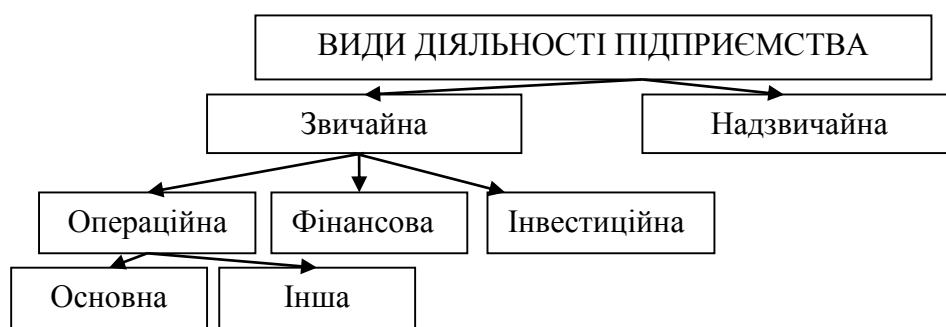 ВИДИ ДІЯЛЬНОСТІ ПІДПРИЄМСТВА
Звичайна
Надзвичайна
Операційна
Фінансова
Інвестиційна
Основна
Інша